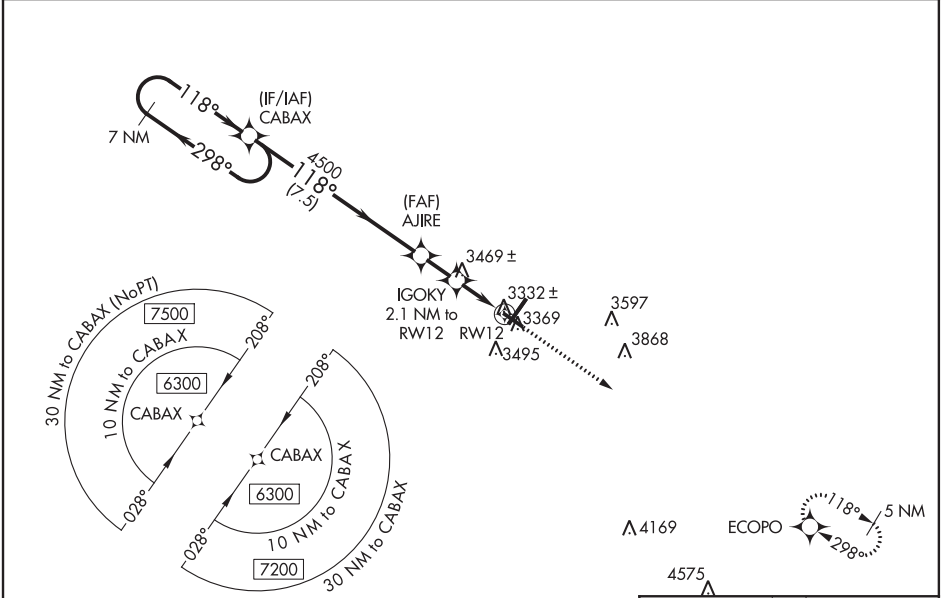 118°
(IF/IAF)
CABAX
7 NM
298°
4500
118°
(7.5)
(FAF)
AJIRE
3469 ±
IGOKY
2.1 NM to
RW12
RW12
3332 ±
3369
3495
3597
3868
30 NM to CABAX (NoPT)
7500
10 NM to CABAX
6300
208°
CABAX
028°
208°
CABAX
6300
10 NM to CABAX
028°
7200
30 NM to CABAX
4169
ECOPO
118°
5 NM
298°
4575